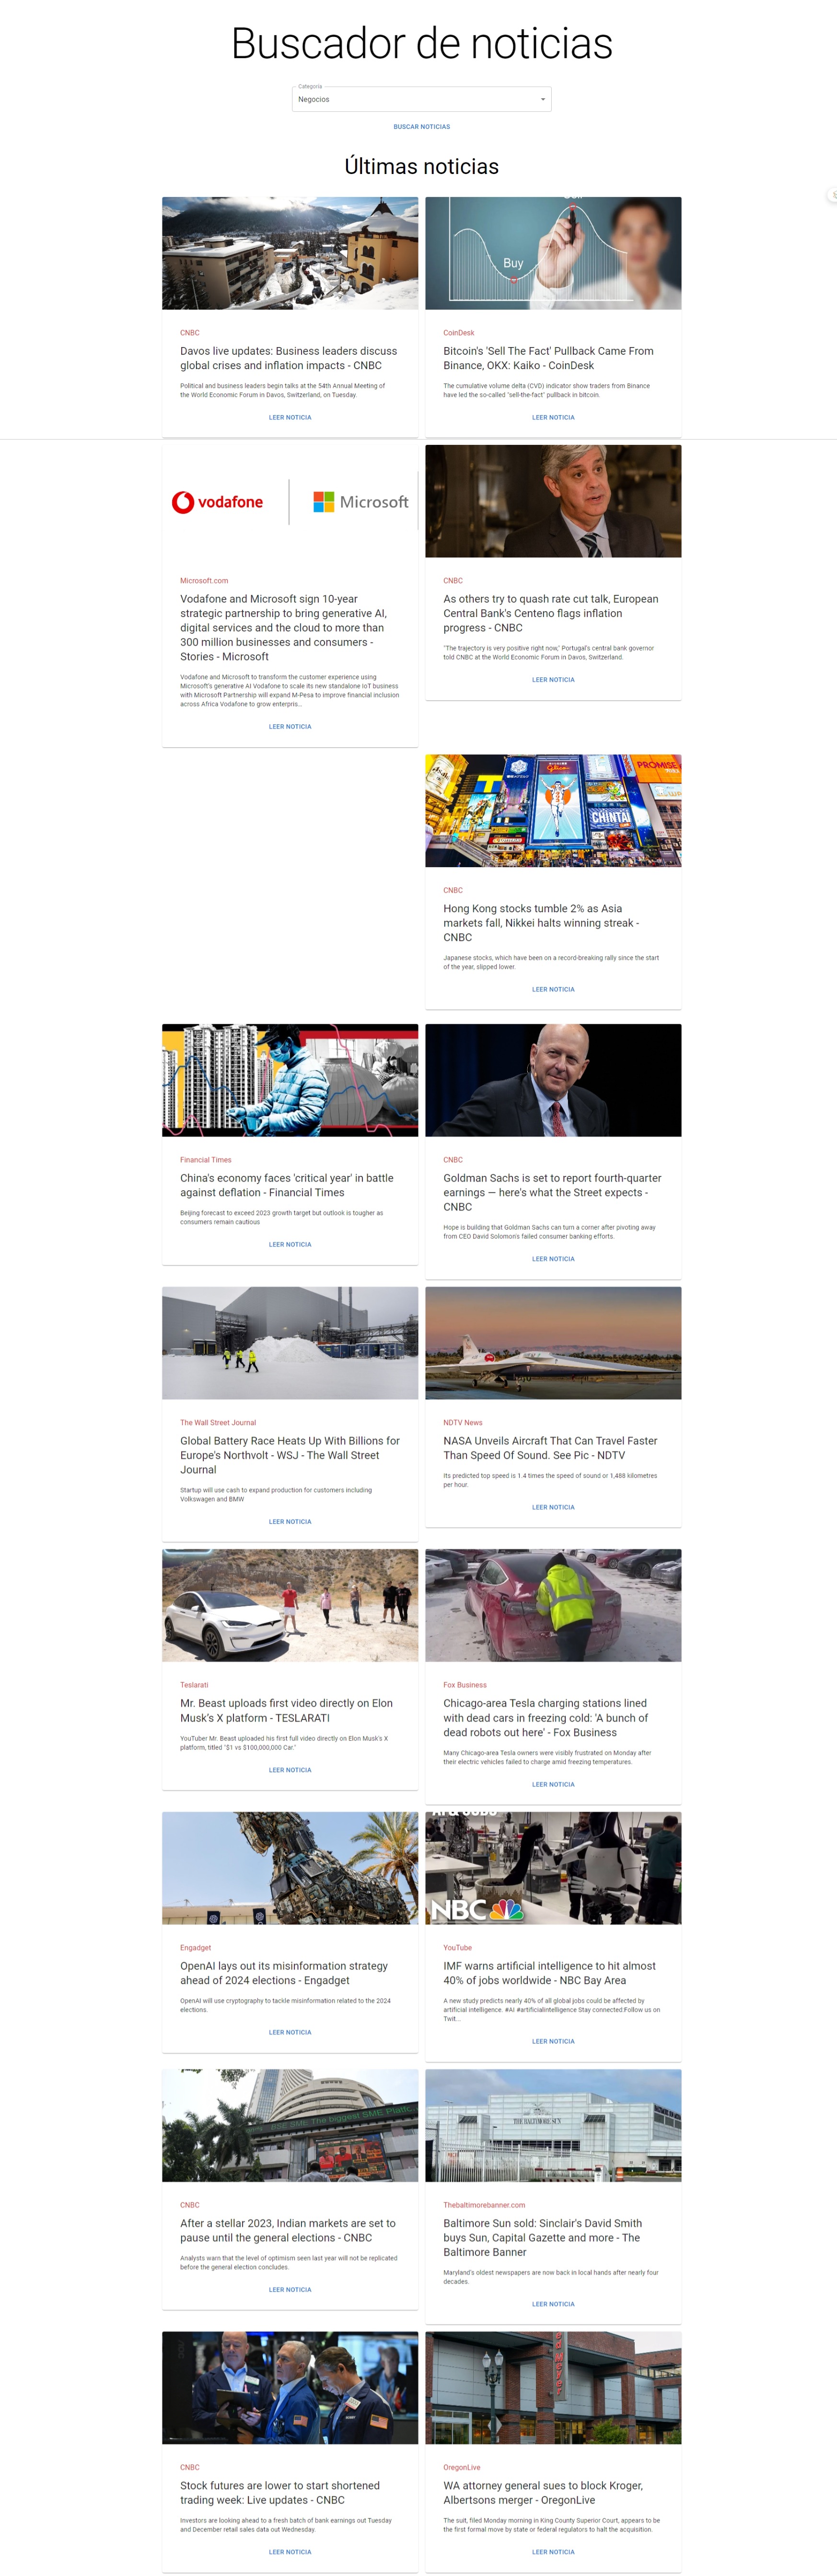 Buscador de noticias
Categoría
Negocios
BUSCAR NOTICIAS
Últimas noticias
Buy
CNBC
Davos live updates: Business leaders discuss
global crises and inflation impacts - CNBC
Political and business leaders begin talks at the 54th Annual Meeting of
the World Economic Forum in Davos, Switzerland, on Tuesday.
LEER NOTICIA
CoinDesk
Bitcoin's 'Sell The Fact' Pullback Came From
Binance, OKX: Kaiko - CoinDesk
The cumulative volume delta (CVD) indicator show traders from Binance
have led the so-called "sell-the-fact" pullback in bitcoin.
LEER NOTICIA
vodafone
Microsoft
Microsoft.com
Vodafone and Microsoft sign 10-year
strategic partnership to bring generative AI,
digital services and the cloud to more than
300 million businesses and consumers -
Stories - Microsoft
Vodafone and Microsoft to transform the customer experience using
Microsoft's generative AI Vodafone to scale its new standalone IoT business
with Microsoft Partnership will expand M-Pesa to improve financial inclusion
across Africa Vodafone to grow enterpris…
LEER NOTICIA
CNBC
As others try to quash rate cut talk, European
Central Bank's Centeno flags inflation
progress - CNBC
"The trajectory is very positive right now," Portugal's central bank governor
told CNBC at the World Economic Forum in Davos, Switzerland.
LEER NOTICIA
Glico
PROMISE
CHINTAI
CNBC
Hong Kong stocks tumble 2% as Asia
markets fall, Nikkei halts winning streak -
CNBC
Japanese stocks, which have been on a record-breaking rally since the start
of the year, slipped lower.
LEER NOTICIA
Financial Times
China's economy faces 'critical year' in battle
against deflation - Financial Times
Beijing forecast to exceed 2023 growth target but outlook is tougher as
consumers remain cautious
LEER NOTICIA
CNBC
Goldman Sachs is set to report fourth-quarter
earnings — here's what the Street expects -
CNBC
Hope is building that Goldman Sachs can turn a corner after pivoting away
from CEO David Solomon's failed consumer banking efforts.
LEER NOTICIA
The Wall Street Journal
Global Battery Race Heats Up With Billions for
Europe's Northvolt - WSJ - The Wall Street
Journal
Startup will use cash to expand production for customers including
Volkswagen and BMW
LEER NOTICIA
NDTV News
NASA Unveils Aircraft That Can Travel Faster
Than Speed Of Sound. See Pic - NDTV
Its predicted top speed is 1.4 times the speed of sound or 1,488 kilometres
per hour.
LEER NOTICIA
Teslarati
Mr. Beast uploads first video directly on Elon
Musk's X platform - TESLARATI
YouTuber Mr. Beast uploaded his first full video directly on Elon Musk's X
platform, titled "$1 vs $100,000,000 Car."
LEER NOTICIA
Fox Business
Chicago-area Tesla charging stations lined
with dead cars in freezing cold: 'A bunch of
dead robots out here' - Fox Business
Many Chicago-area Tesla owners were visibly frustrated on Monday after
their electric vehicles failed to charge amid freezing temperatures.
LEER NOTICIA
NBC
Engadget
OpenAI lays out its misinformation strategy
ahead of 2024 elections - Engadget
OpenAI will use cryptography to tackle misinformation related to the 2024
elections.
LEER NOTICIA
YouTube
IMF warns artificial intelligence to hit almost
40% of jobs worldwide - NBC Bay Area
A new study predicts nearly 40% of all global jobs could be affected by
artificial intelligence. #AI #artificialintelligence Stay connected:Follow us on
Twit...
LEER NOTICIA
The biggest SME Platfo
THE BALTIMORE SUN
CNBC
After a stellar 2023, Indian markets are set to
pause until the general elections - CNBC
Analysts warn that the level of optimism seen last year will not be replicated
before the general election concludes.
LEER NOTICIA
Thebaltimorebanner.com
Baltimore Sun sold: Sinclair's David Smith
buys Sun, Capital Gazette and more - The
Baltimore Banner
Maryland's oldest newspapers are now back in local hands after nearly four
decades.
LEER NOTICIA
CNBC
Stock futures are lower to start shortened
trading week: Live updates - CNBC
Investors are looking ahead to a fresh batch of bank earnings out Tuesday
and December retail sales data out Wednesday.
LEER NOTICIA
OregonLive
WA attorney general sues to block Kroger,
Albertsons merger - OregonLive
The suit, filed Monday morning in King County Superior Court, appears to be
the first formal move by state or federal regulators to halt the acquisition.
LEER NOTICIA